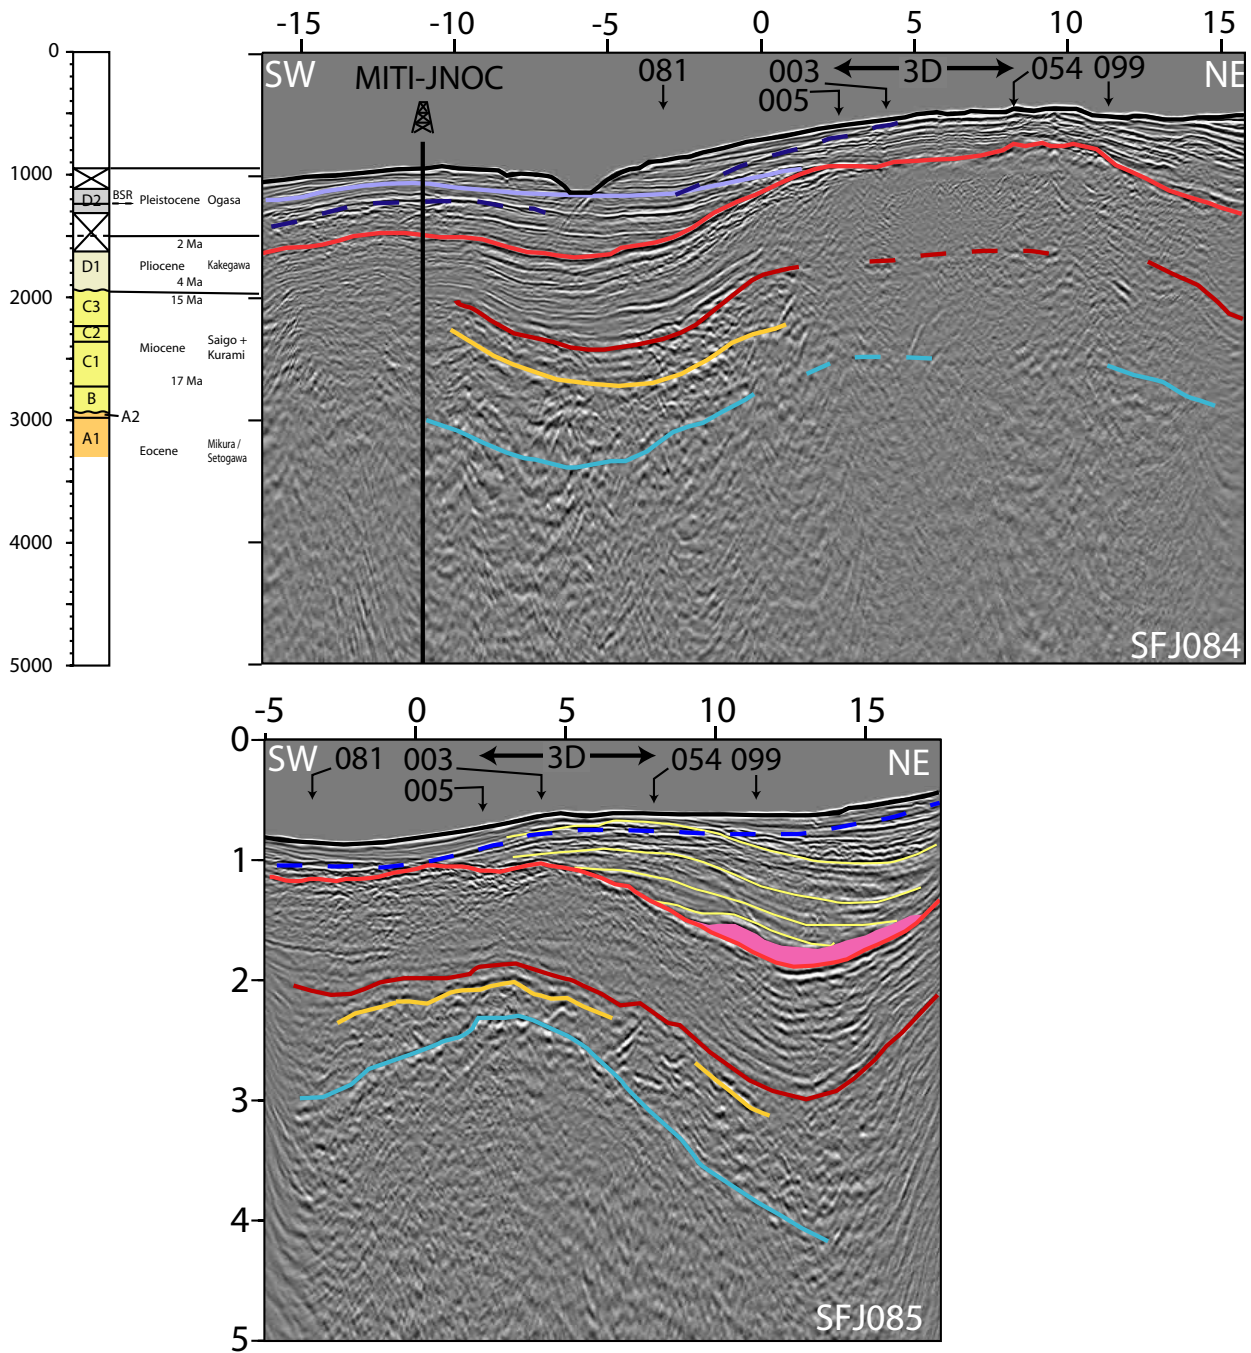 -15 -10 -5 0 5 10 15
SW MITI-JNOC 081 003 3D 054 099 NE
005
0
1000
2000
3000
4000
5000
D2 BSR Pleistocene Ogasa
2 Ma
D1 Pliocene Kakegawa
4 Ma
C3 15 Ma
C2
Saigo +
Miocene Kurami
C1
17 Ma
B
A2
A1
Eocene Mikura /
Setogawa
SFJ084
-5 0 5 10 15
SW 081 003 3D 054 099 NE
005
0
1
2
3
4
5
SFJ085